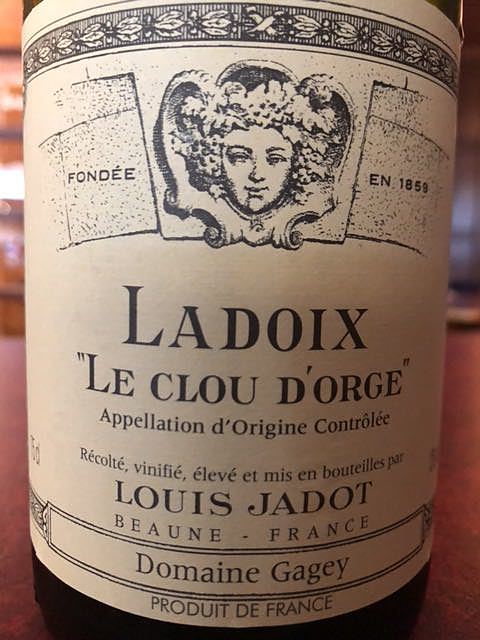 FONDÉE EN 1859
LADOIX
"LE CLOU D'ORGE"
Appellation d'Origine Contrôlée
Récolté, vinifié, élevé et mis en bouteilles par
LOUIS JADOT
BEAUNE - FRANCE
Domaine Gagey
PRODUIT DE FRANCE